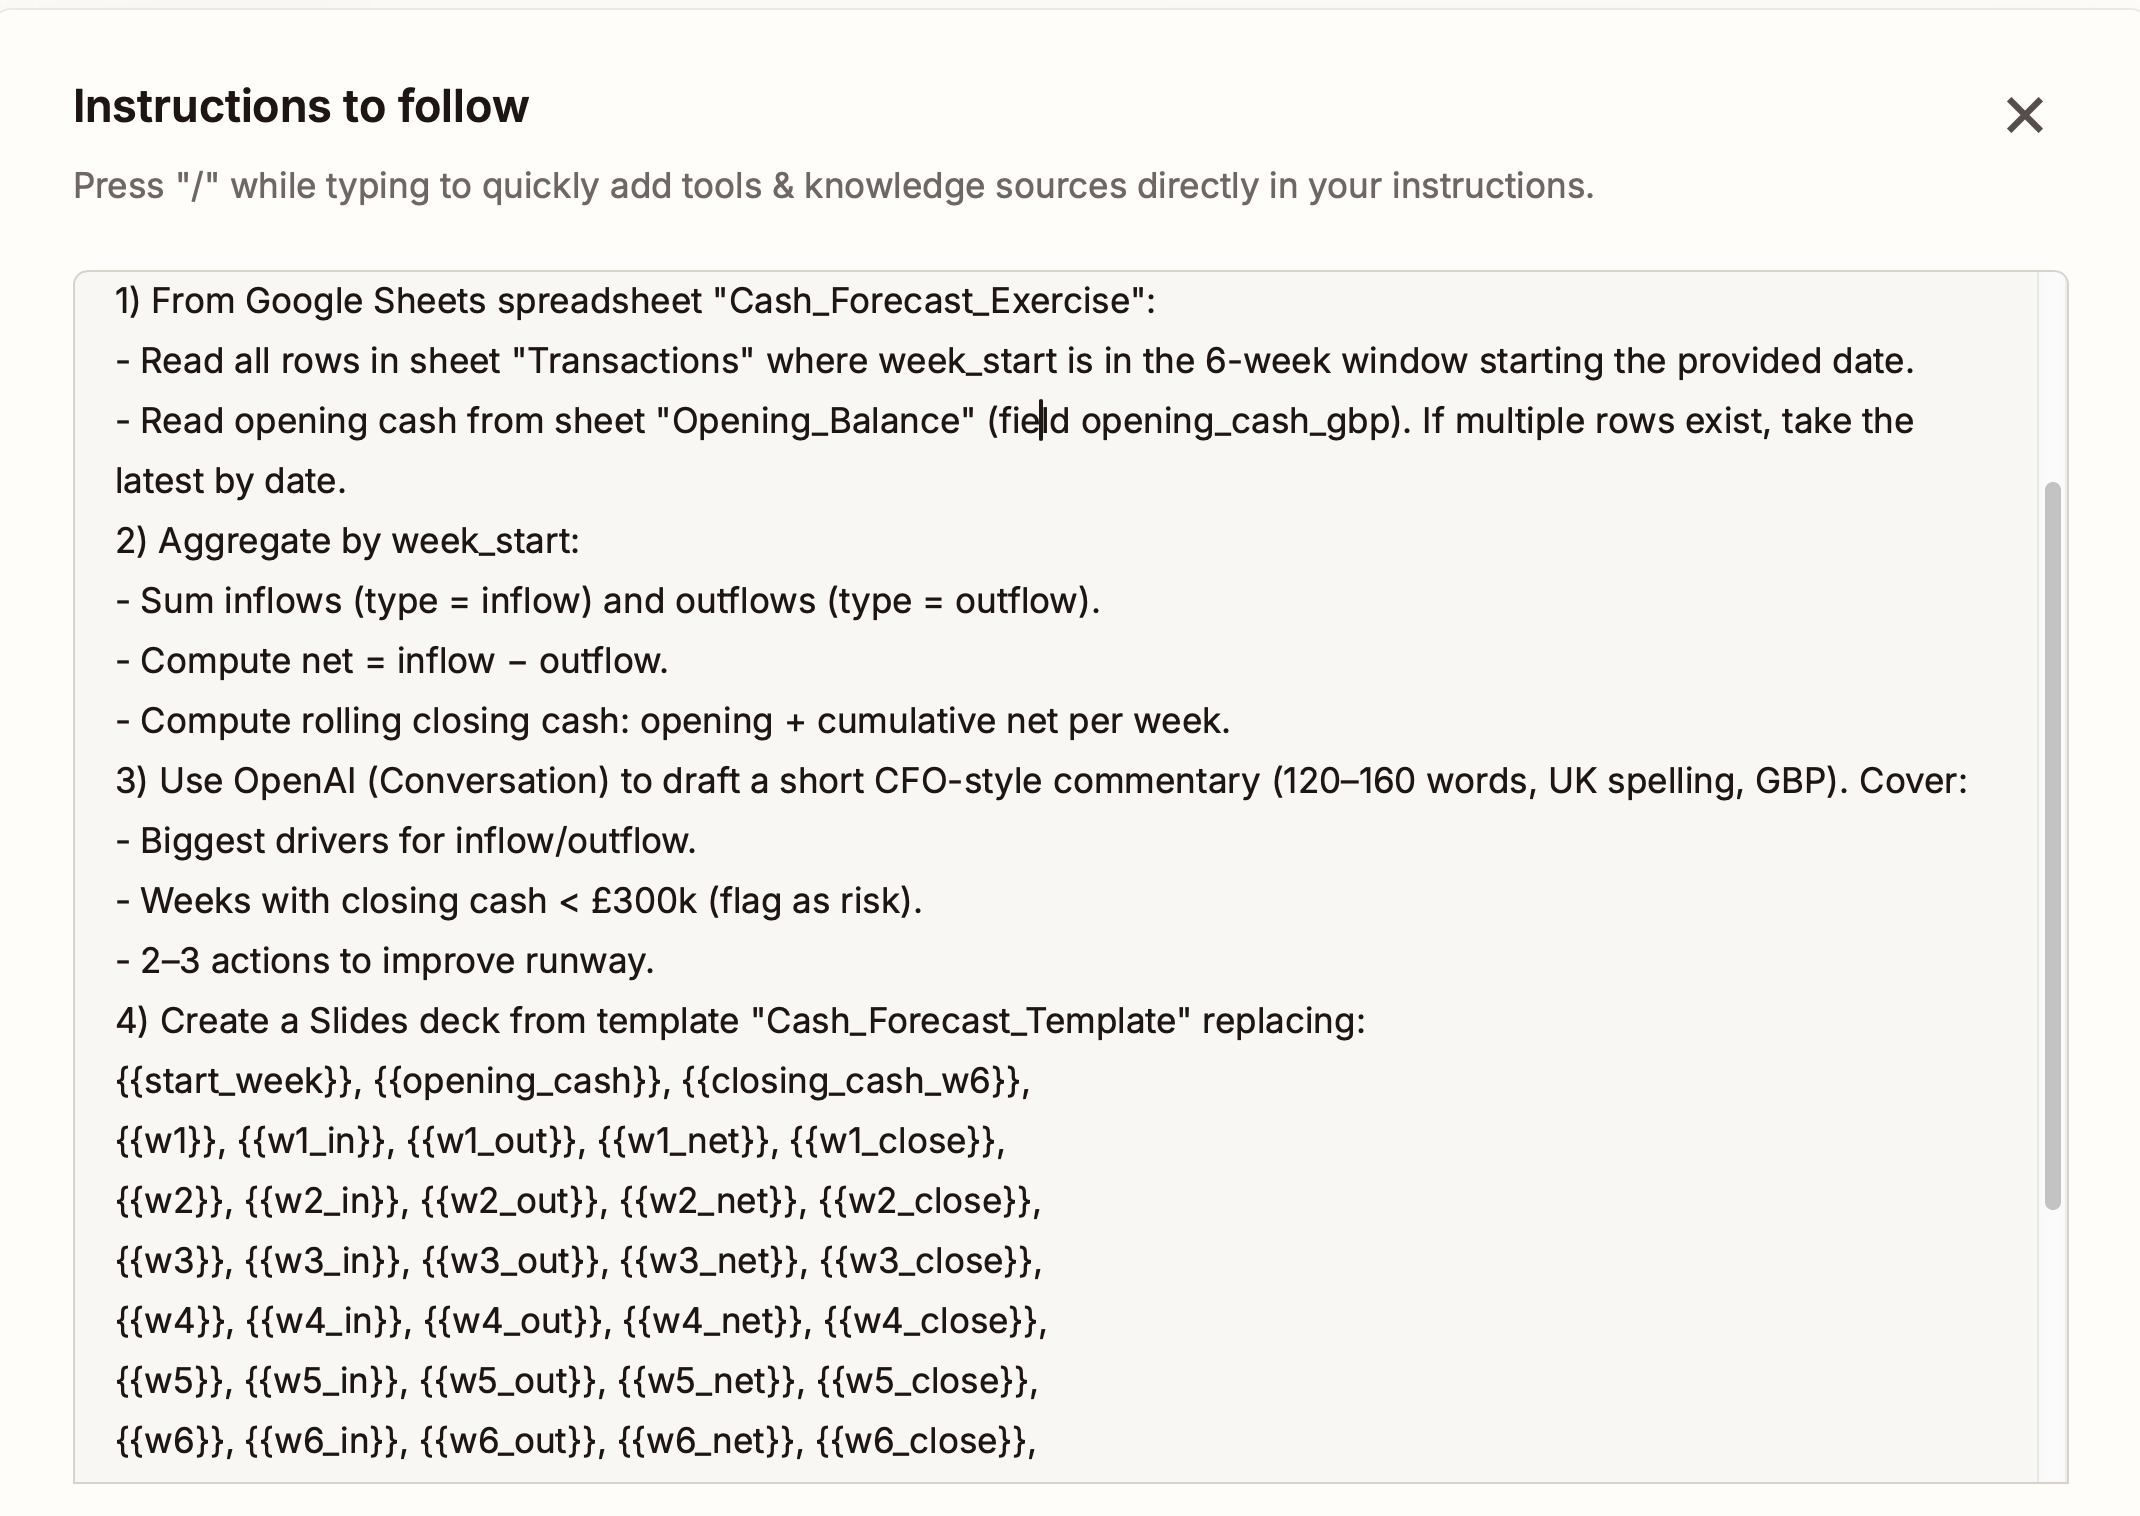 Instructions to follow
Press "/" while typing to quickly add tools & knowledge sources directly in your instructions.
1) From Google Sheets spreadsheet "Cash_Forecast_Exercise":
- Read all rows in sheet "Transactions" where week_start is in the 6-week window starting the provided date.
- Read opening cash from sheet "Opening_Balance" (field opening_cash_gbp). If multiple rows exist, take the
latest by date.
2) Aggregate by week_start:
- Sum inflows (type = inflow) and outflows (type = outflow).
- Compute net = inflow − outflow.
- Compute rolling closing cash: opening + cumulative net per week.
3) Use OpenAI (Conversation) to draft a short CFO-style commentary (120–160 words, UK spelling, GBP). Cover:
- Biggest drivers for inflow/outflow.
- Weeks with closing cash < £300k (flag as risk).
- 2–3 actions to improve runway.
4) Create a Slides deck from template "Cash_Forecast_Template" replacing:
{{start_week}}, {{opening_cash}}, {{closing_cash_w6}},
{{w1}}, {{w1_in}}, {{w1_out}}, {{w1_net}}, {{w1_close}},
{{w2}}, {{w2_in}}, {{w2_out}}, {{w2_net}}, {{w2_close}},
{{w3}}, {{w3_in}}, {{w3_out}}, {{w3_net}}, {{w3_close}},
{{w4}}, {{w4_in}}, {{w4_out}}, {{w4_net}}, {{w4_close}},
{{w5}}, {{w5_in}}, {{w5_out}}, {{w5_net}}, {{w5_close}},
{{w6}}, {{w6_in}}, {{w6_out}}, {{w6_net}}, {{w6_close}},